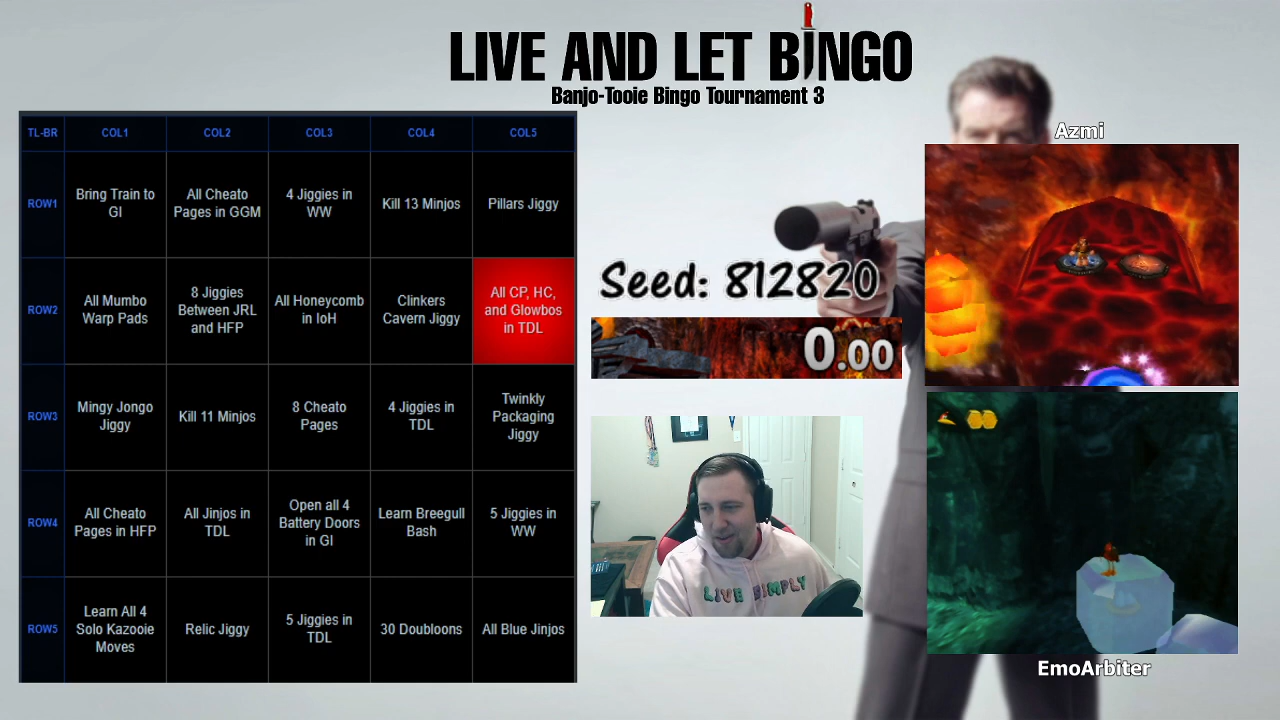 LIVE AND LET BINGO
Banjo-Tooie Bingo Tournament 3
TL-BR COL1 COL2 COL3 COL4 COL5
ROW1
Bring Train to
GI
All Cheato
Pages in GGM
4 Jiggies in
WW
Kill 13 Minjos
Pillars Jiggy
ROW2
All Mumbo
Warp Pads
8 Jiggies
Between JRL
and HFP
All Honeycomb
in IoH
Clinkers
Cavern Jiggy
All CP, HC,
and Glowbos
in TDL
ROW3
Mingy Jongo
Jiggy
Kill 11 Minjos
8 Cheato
Pages
4 Jiggies in
TDL
Twinkly
Packaging
Jiggy
ROW4
All Cheato
Pages in HFP
All Jinjos in
TDL
Open all 4
Battery Doors
in GI
Learn Breegull
Bash
5 Jiggies in
WW
ROW5
Learn All 4
Solo Kazooie
Moves
Relic Jiggy
5 Jiggies in
TDL
30 Doubloons
All Blue Jinjos
Seed: 812820
0.00
LIVE SIMPLY
Azmi
EmoArbiter